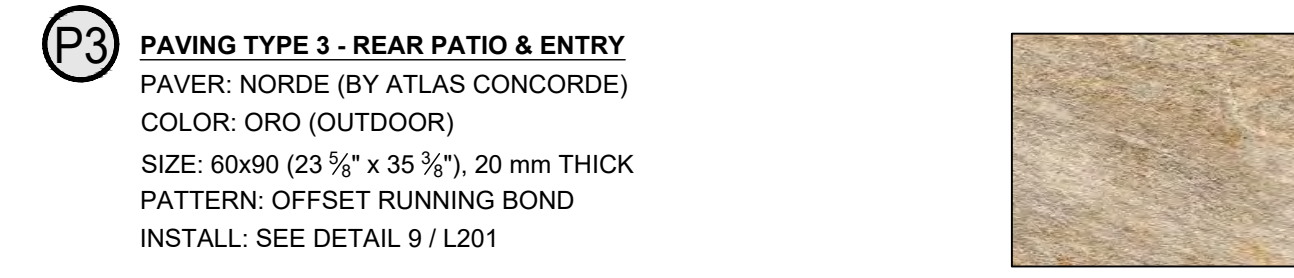 P3
PAVING TYPE 3 - REAR PATIO & ENTRY
PAVER: NORDE (BY ATLAS CONCORDE)
COLOR: ORO (OUTDOOR)
SIZE: 60x90 (23 ⅝" x 35 ⅜"), 20 mm THICK
PATTERN: OFFSET RUNNING BOND
INSTALL: SEE DETAIL 9 / L201